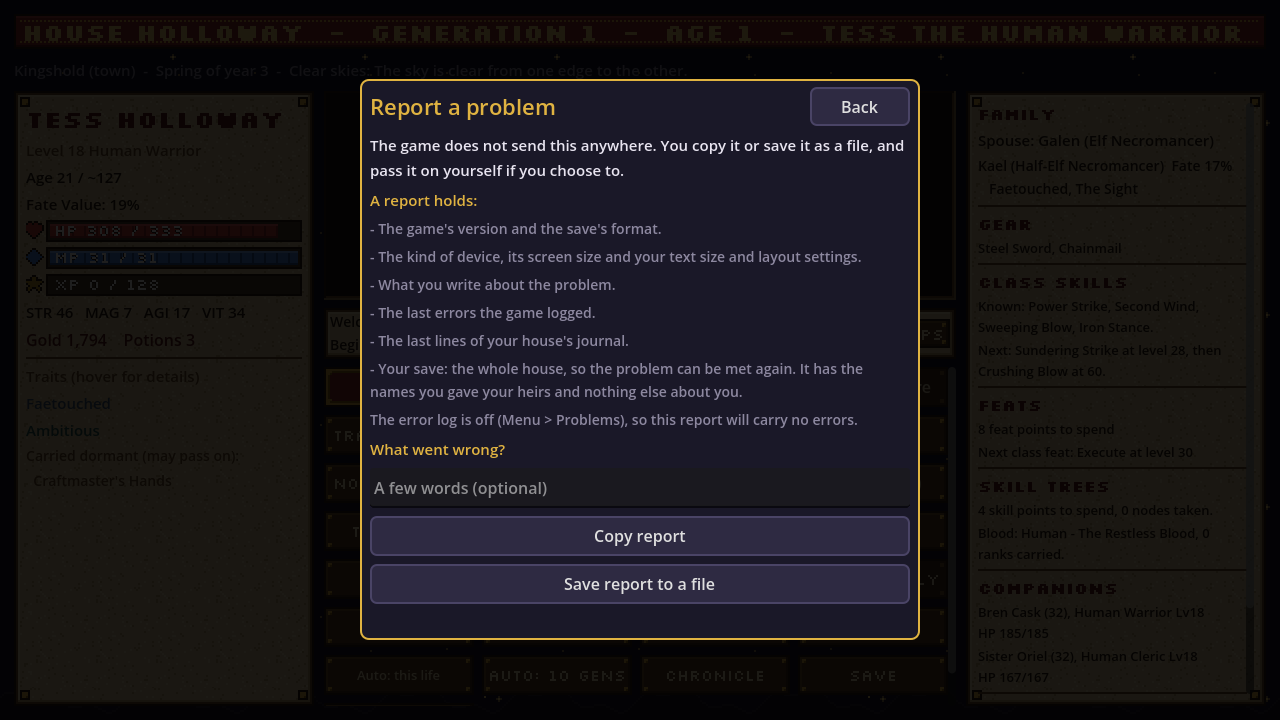 HOUSE HOLLOWAY - GENERATION 1 - AGE 1 - TESS THE HUMAN WARRIOR
Kingshold (town) - Spring of year 3 - Clear skies: The sky is clear from one edge to the other.
TESS HOLLOWAY
Level 18 Human Warrior
Age 21 / ~127
Fate Value: 19%
HP 308 / 333
MP 31 / 31
XP 0 / 128
STR 46 MAG 7 AGI 17 VIT 34
Gold 1,794 Potions 3
Traits (hover for details)
Faetouched
Ambitious
Carried dormant (may pass on):
Craftmaster's Hands
Report a problem
Back
The game does not send this anywhere. You copy it or save it as a file, and
pass it on yourself if you choose to.
A report holds:
- The game's version and the save's format.
- The kind of device, its screen size and your text size and layout settings.
- What you write about the problem.
- The last errors the game logged.
- The last lines of your house's journal.
- Your save: the whole house, so the problem can be met again. It has the
names you gave your heirs and nothing else about you.
The error log is off (Menu > Problems), so this report will carry no errors.
What went wrong?
A few words (optional)
Copy report
Save report to a file
Auto: this life
AUTO: 10 GENS
CHRONICLE
SAVE
FAMILY
Spouse: Galen (Elf Necromancer)
Kael (Half-Elf Necromancer) Fate 17%
Faetouched, The Sight
GEAR
Steel Sword, Chainmail
CLASS SKILLS
Known: Power Strike, Second Wind,
Sweeping Blow, Iron Stance.
Next: Sundering Strike at level 28, then
Crushing Blow at 60.
FEATS
8 feat points to spend
Next class feat: Execute at level 30
SKILL TREES
4 skill points to spend, 0 nodes taken.
Blood: Human - The Restless Blood, 0
ranks carried.
COMPANIONS
Bren Cask (32), Human Warrior Lv18
HP 185/185
Sister Oriel (32), Human Cleric Lv18
HP 167/167